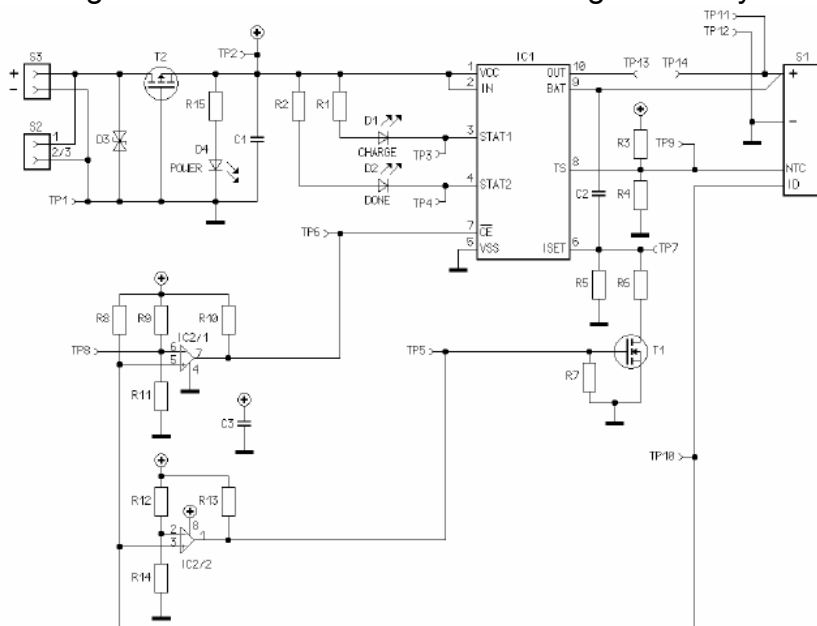 TP11
TP12
S3
T2
TP2
IC1
S1
+
-
1 VCC OUT 10 TP13 TP14 +
2 IN BAT 9
R15 R2 R1
S2
1
2/3
D3
D4
POWER
C1
D1
CHARGE
3 STAT1
TP3
R3
TP9
-
TS 8
NTC
ID
D2
DONE
4 STAT2
TP4
C2
R4
TP1
TP6
7 CE
5 VSS
ISET 6
TP7
R5 R6
R8 R9 R10
IC2/1
TP8
6
5
7
4
TP5
T1
R7
R11
C3
TP10
R12 R13
2
3
8
1
IC2/2
R14